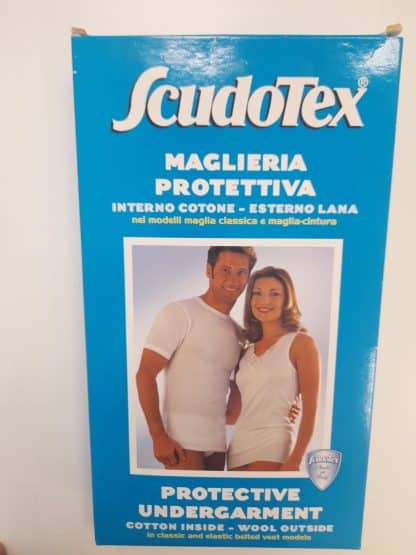 SCUDOTEX®
MAGLIERIA
PROTETTIVA
INTERNO COTONE - ESTERNO LANA
nei modelli maglia classica e maglia-cintura
SCUDOTEX
PROTECTIVE
UNDERGARMENT
COTTON INSIDE - WOOL OUTSIDE
in classic and elastic belted vest models